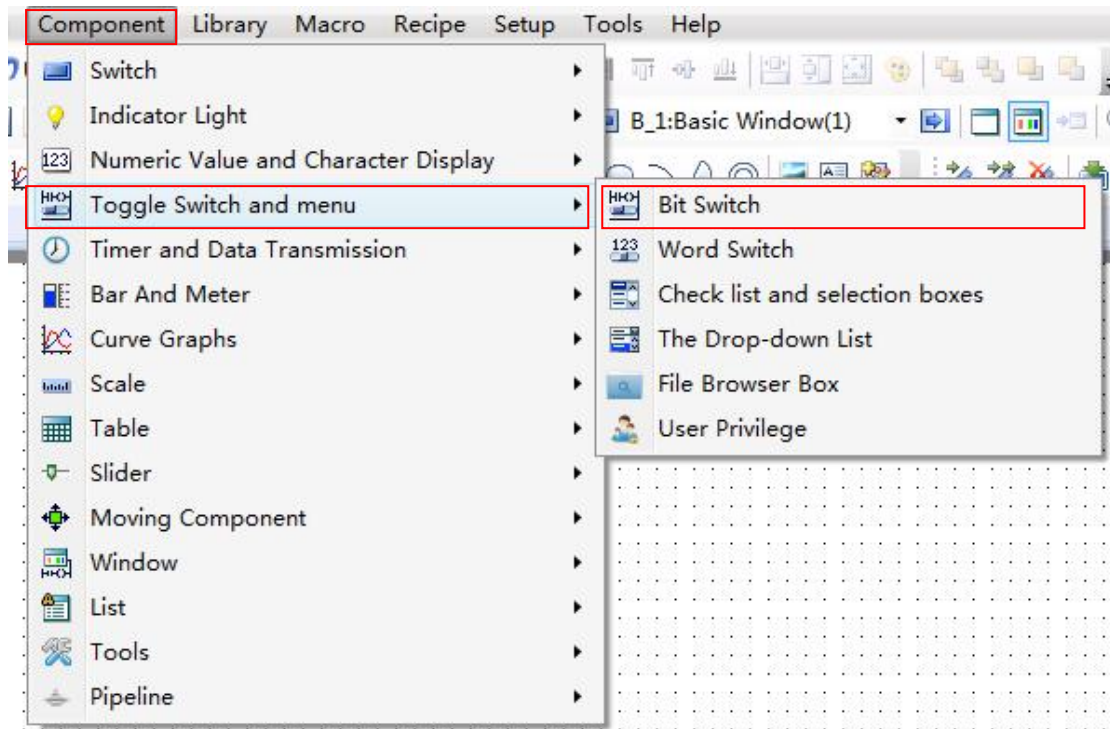 Component Library Macro Recipe Setup Tools Help
Switch
Indicator Light
B_1:Basic Window(1)
123 Numeric Value and Character Display
Toggle Switch and menu
Bit Switch
Timer and Data Transmission
123 Word Switch
Bar And Meter
Check list and selection boxes
Curve Graphs
The Drop-down List
Scale
File Browser Box
Table
User Privilege
Slider
Moving Component
Window
List
Tools
Pipeline